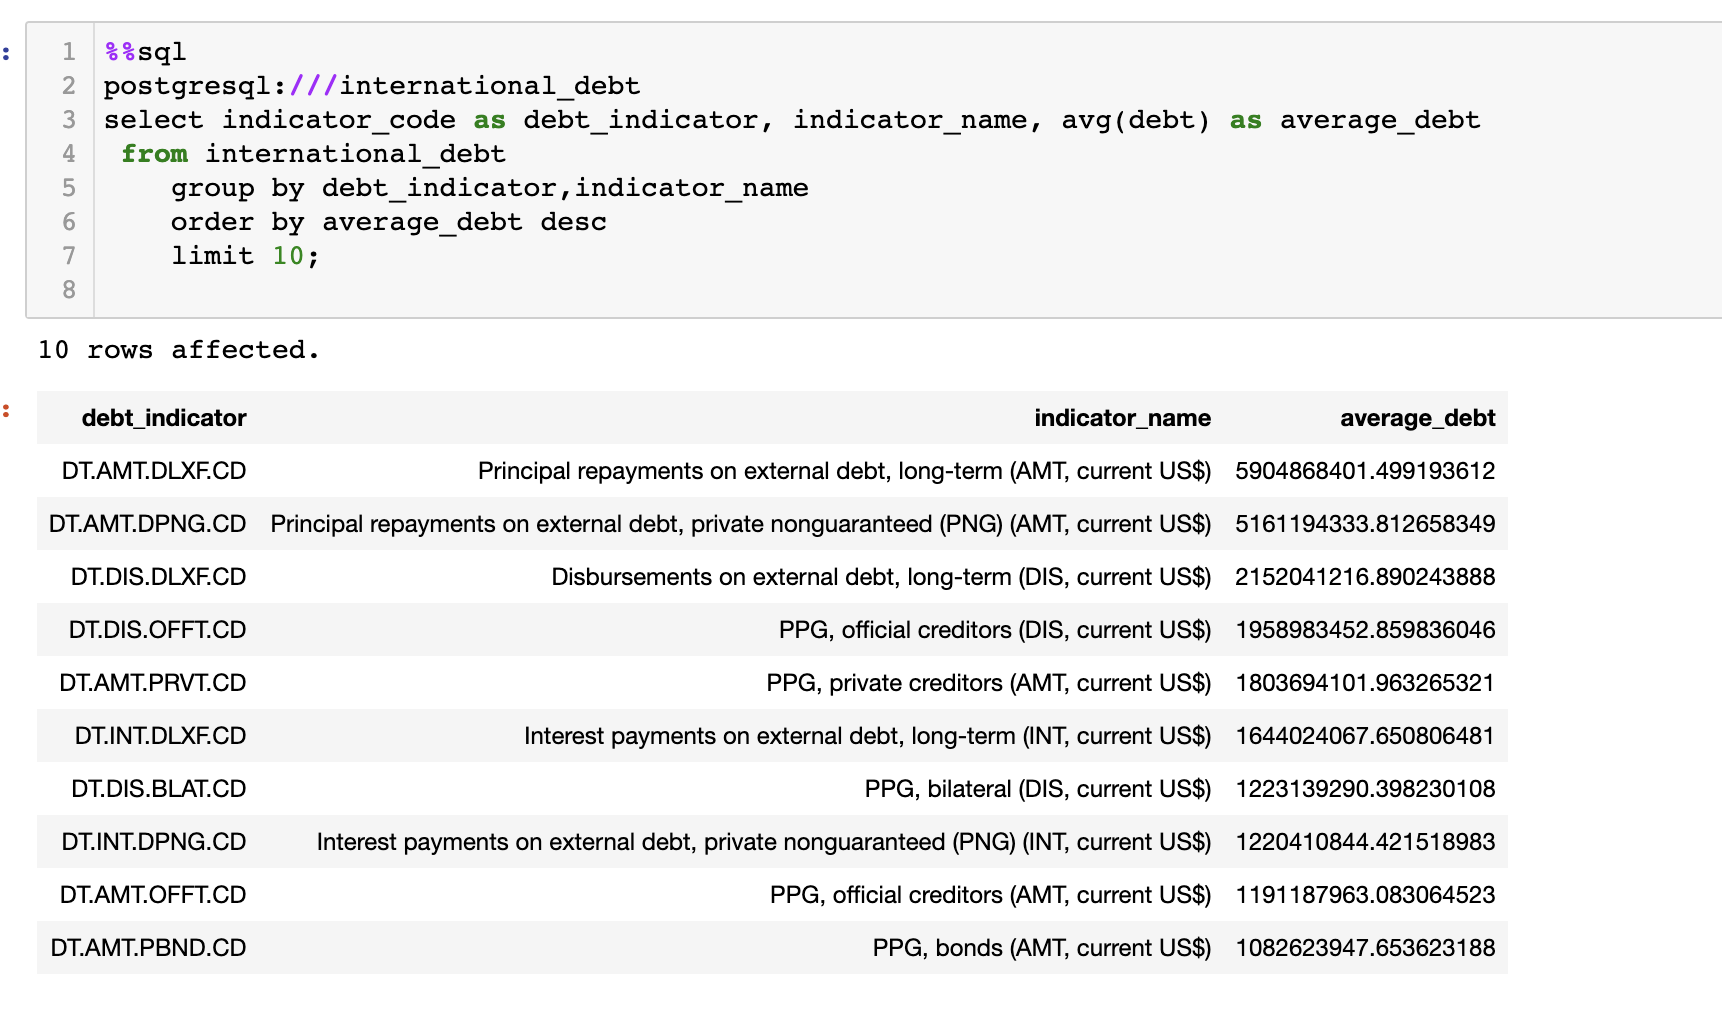 :
1 %%sql
2 postgresql:///international_debt
3 select indicator_code as debt_indicator, indicator_name, avg(debt) as average_debt
4  from international_debt
5     group by debt_indicator,indicator_name
6     order by average_debt desc
7     limit 10;
8
10 rows affected.
:
debt_indicator indicator_name average_debt
DT.AMT.DLXF.CD Principal repayments on external debt, long-term (AMT, current US$) 5904868401.499193612
DT.AMT.DPNG.CD Principal repayments on external debt, private nonguaranteed (PNG) (AMT, current US$) 5161194333.812658349
DT.DIS.DLXF.CD Disbursements on external debt, long-term (DIS, current US$) 2152041216.890243888
DT.DIS.OFFT.CD PPG, official creditors (DIS, current US$) 1958983452.859836046
DT.AMT.PRVT.CD PPG, private creditors (AMT, current US$) 1803694101.963265321
DT.INT.DLXF.CD Interest payments on external debt, long-term (INT, current US$) 1644024067.650806481
DT.DIS.BLAT.CD PPG, bilateral (DIS, current US$) 1223139290.398230108
DT.INT.DPNG.CD Interest payments on external debt, private nonguaranteed (PNG) (INT, current US$) 1220410844.421518983
DT.AMT.OFFT.CD PPG, official creditors (AMT, current US$) 1191187963.083064523
DT.AMT.PBND.CD PPG, bonds (AMT, current US$) 1082623947.653623188